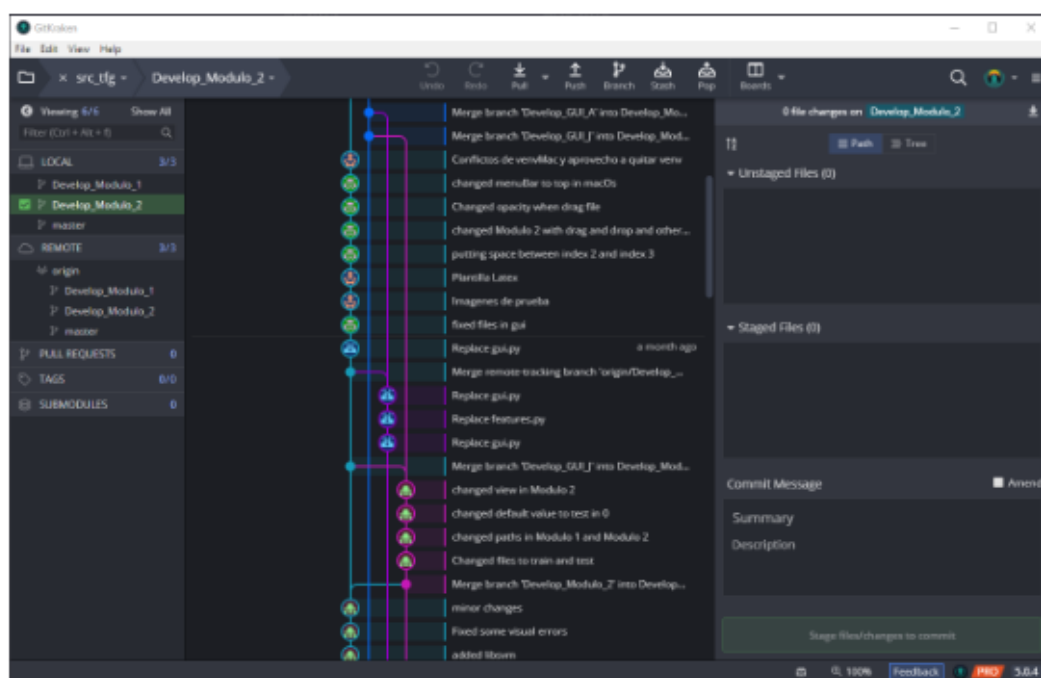 GitKraken
File Edit View Help
src_tfg Develop_Modulo_2
Undo Redo Pull Push Branch Stash Pop Boards
Viewing 6/6 Show All
Filter (Ctrl + Alt + f)
LOCAL 3/3
Develop_Modulo_1
Develop_Modulo_2
master
REMOTE 3/3
origin
Develop_Modulo_1
Develop_Modulo_2
master
PULL REQUESTS 0
TAGS 0/0
SUBMODULES 0
Merge branch 'Develop_GUI_A' into Develop_Mo...
Merge branch 'Develop_GUI_J' into Develop_Mod...
Conflictos de venvMac y aprovecho a quitar venv
changed menuBar to top in macOs
Changed opacity when drag file
changed Modulo 2 with drag and drop and other...
putting space between index 2 and index 3
Plantilla Latex
Imagenes de prueba
fixed files in gui
Replace gui.py a month ago
Merge remote-tracking branch 'origin/Develop_...
Replace gui.py
Replace features.py
Replace gui.py
Merge branch 'Develop_GUI_J' into Develop_Mod...
changed view in Modulo 2
changed default value to test in 0
changed paths in Modulo 1 and Modulo 2
Changed files to train and test
Merge branch 'Develop_Modulo_2' into Develop...
minor changes
Fixed some visual errors
added libsvm
0 file changes on Develop_Modulo_2
Path Tree
Unstaged Files (0)
Staged Files (0)
Commit Message Amend
Summary
Description
Stage files/changes to commit
100% Feedback PRO 5.0.4